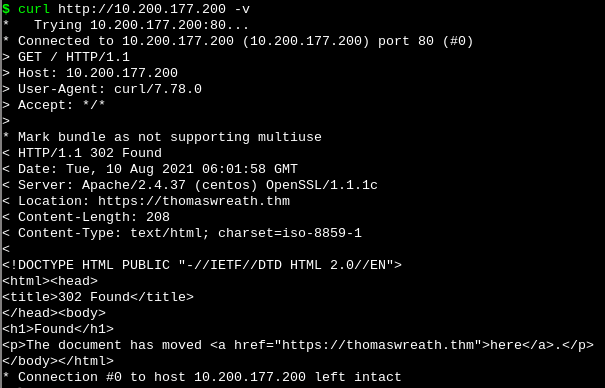 $ curl http://10.200.177.200 -v
*   Trying 10.200.177.200:80...
* Connected to 10.200.177.200 (10.200.177.200) port 80 (#0)
> GET / HTTP/1.1
> Host: 10.200.177.200
> User-Agent: curl/7.78.0
> Accept: */*
>
* Mark bundle as not supporting multiuse
< HTTP/1.1 302 Found
< Date: Tue, 10 Aug 2021 06:01:58 GMT
< Server: Apache/2.4.37 (centos) OpenSSL/1.1.1c
< Location: https://thomaswreath.thm
< Content-Length: 208
< Content-Type: text/html; charset=iso-8859-1
<
<!DOCTYPE HTML PUBLIC "-//IETF//DTD HTML 2.0//EN">
<html><head>
<title>302 Found</title>
</head><body>
<h1>Found</h1>
<p>The document has moved <a href="https://thomaswreath.thm">here</a>.</p>
</body></html>
* Connection #0 to host 10.200.177.200 left intact